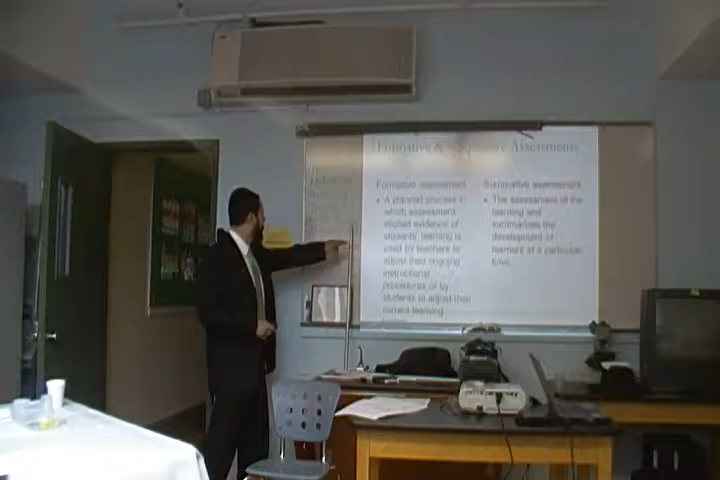 Formative & Summative Assessments
Formative assessment
• A planned process in
which assessment-
elicited evidence of
students' learning is
used by teachers to
adjust their ongoing
instructional
procedures or by
students to adjust their
current learning
Summative assessment
• The assessment of the
learning and
summarizes the
development of
learners at a particular
time.